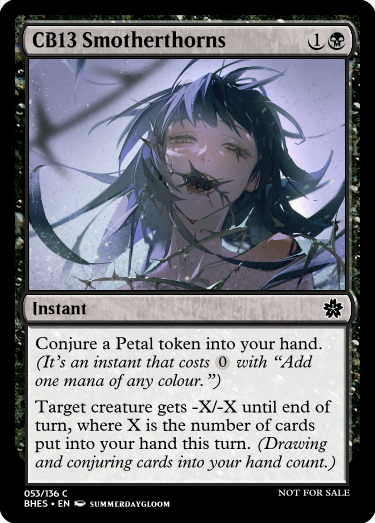 CB13 Smotherthorns 1
Instant
Conjure a Petal token into your hand.
(It's an instant that costs 0 with “Add
one mana of any colour.”)
Target creature gets -X/-X until end of
turn, where X is the number of cards
put into your hand this turn. (Drawing
and conjuring cards into your hand count.)
053/136 C NOT FOR SALE
BHES • EN SUMMERDAYGLOOM